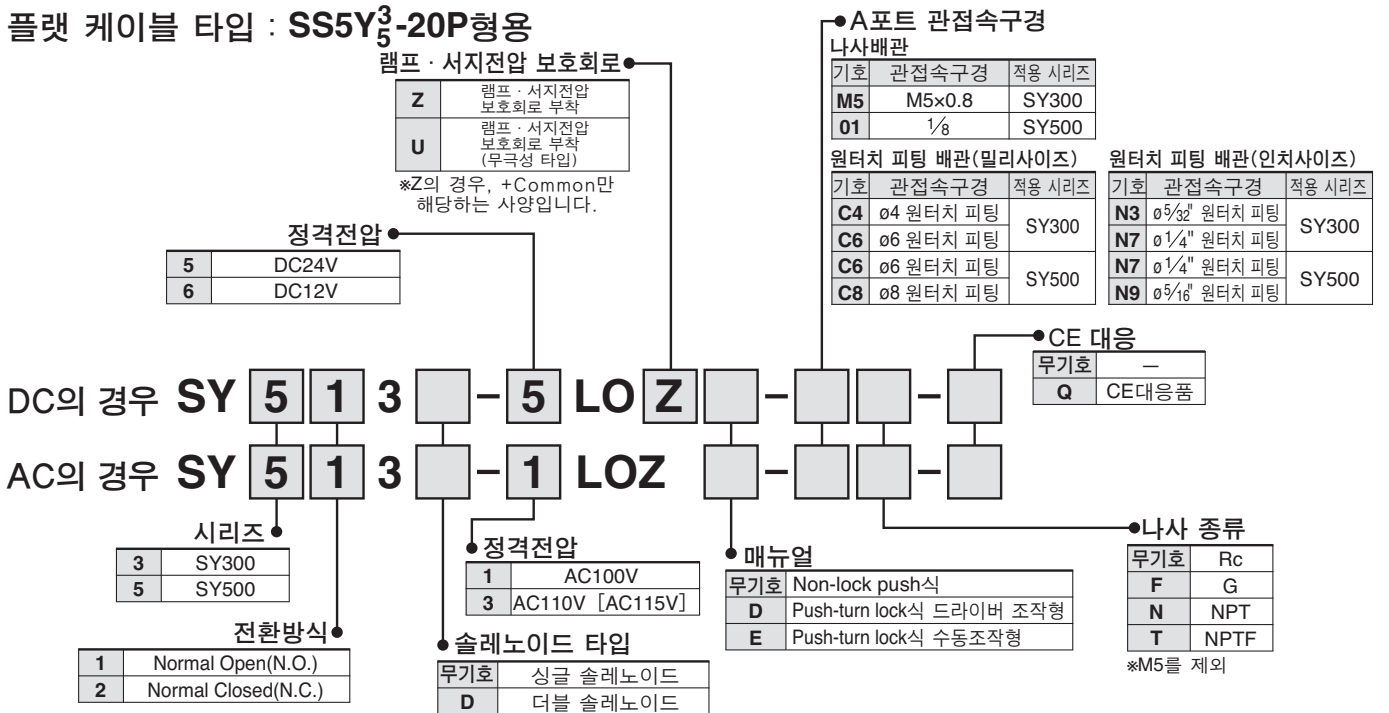 플랫 케이블 타입 : SS5Y3/5-20P형용
램프 · 서지전압 보호회로
Z 램프 · 서지전압
보호회로 부착
U 램프 · 서지전압
보호회로 부착
(무극성 타입)
※Z의 경우, +Common만
해당하는 사양입니다.
정격전압
5 DC24V
6 DC12V
A포트 관접속구경
나사배관
기호 관접속구경 적용 시리즈
M5 M5×0.8 SY300
01 1/8 SY500
원터치 피팅 배관(밀리사이즈)
기호 관접속구경 적용 시리즈
C4 ø4 원터치 피팅 SY300
C6 ø6 원터치 피팅
C6 ø6 원터치 피팅 SY500
C8 ø8 원터치 피팅
원터치 피팅 배관(인치사이즈)
기호 관접속구경 적용 시리즈
N3 ø5/32" 원터치 피팅 SY300
N7 ø1/4" 원터치 피팅
N7 ø1/4" 원터치 피팅 SY500
N9 ø5/16" 원터치 피팅
CE 대응
무기호 —
Q CE대응품
DC의 경우 SY 5 1 3 - 5 LO Z - -
AC의 경우 SY 5 1 3 - 1 LOZ - -
시리즈
3 SY300
5 SY500
전환방식
1 Normal Open(N.O.)
2 Normal Closed(N.C.)
정격전압
1 AC100V
3 AC110V [AC115V]
솔레노이드 타입
무기호 싱글 솔레노이드
D 더블 솔레노이드
매뉴얼
무기호 Non-lock push식
D Push-turn lock식 드라이버 조작형
E Push-turn lock식 수동조작형
나사 종류
무기호 Rc
F G
N NPT
T NPTF
※M5를 제외